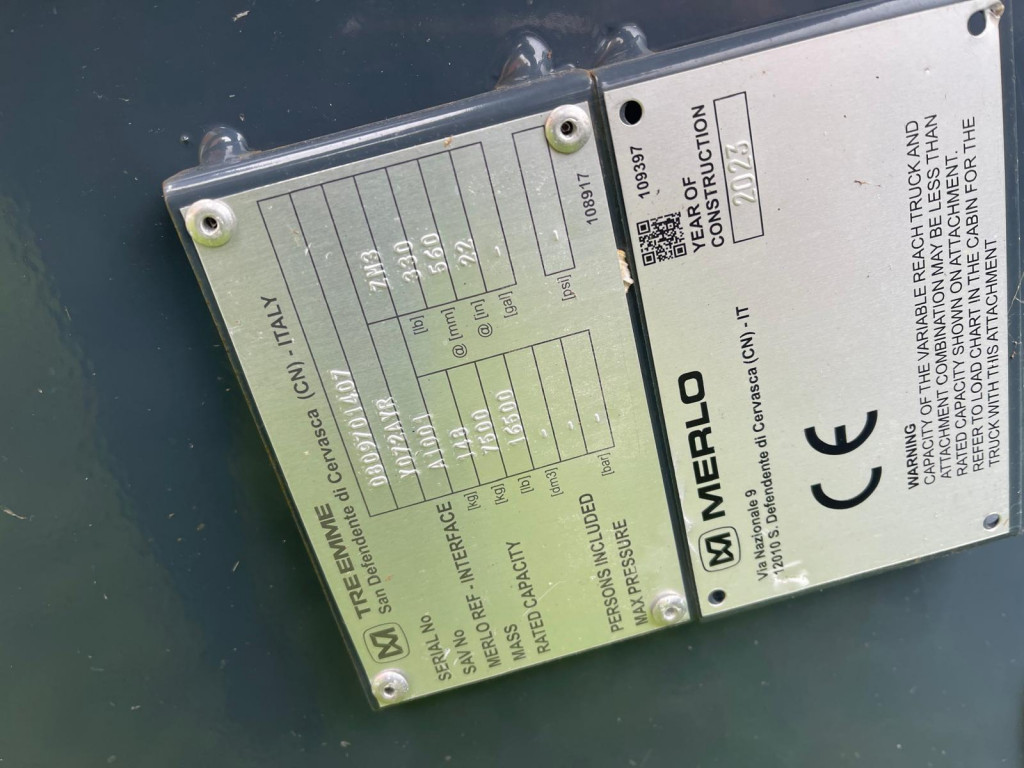 TRE EMME
San Defendente di Cervasca (CN) - ITALY
SERIAL No
SAV No
MERLO REF - INTERFACE A1001 ZM3
MASS [kg] [lb] 330
RATED CAPACITY [kg] 7500 @ [mm] 560
[lb] 16500 @ [in] 22
[dm3] - [gal] -
PERSONS INCLUDED -
MAX PRESSURE [bar] - [psi] -
108917
109397
YEAR OF
CONSTRUCTION
2023
MERLO
Via Nazionale 9
12010 S. Defendente di Cervasca (CN) - IT
CE
WARNING
CAPACITY OF THE VARIABLE REACH TRUCK AND
ATTACHMENT COMBINATION MAY BE LESS THAN
RATED CAPACITY SHOWN ON ATTACHMENT.
REFER TO LOAD CHART IN THE CABIN FOR THE
TRUCK WITH THIS ATTACHMENT